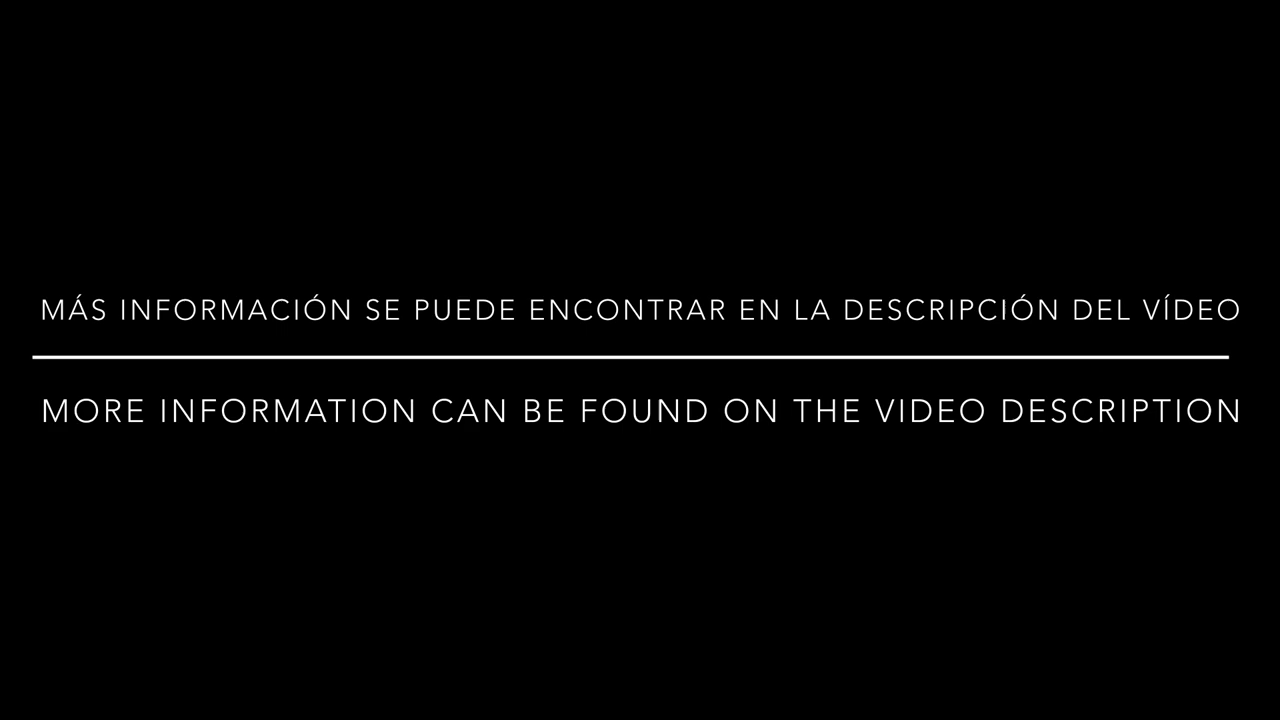 MÁS INFORMACIÓN SE PUEDE ENCONTRAR EN LA DESCRIPCIÓN DEL VÍDEO
MORE INFORMATION CAN BE FOUND ON THE VIDEO DESCRIPTION